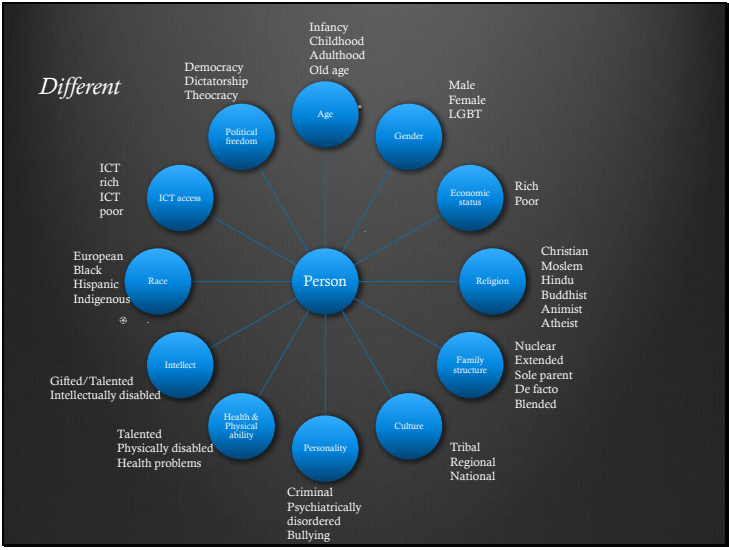 Different
Infancy
Childhood
Adulthood
Old age
Age
Male
Female
LGBT
Gender
Rich
Poor
Economic
status
Christian
Moslem
Hindu
Buddhist
Animist
Atheist
Religion
Nuclear
Extended
Sole parent
De facto
Blended
Family
structure
Tribal
Regional
National
Culture
Personality
Criminal
Psychiatrically
disordered
Bullying
Health &
Physical
ability
Talented
Physically disabled
Health problems
Intellect
Gifted/Talented
Intellectually disabled
Race
European
Black
Hispanic
Indigenous
ICT access
ICT
rich
ICT
poor
Political
freedom
Democracy
Dictatorship
Theocracy
Person